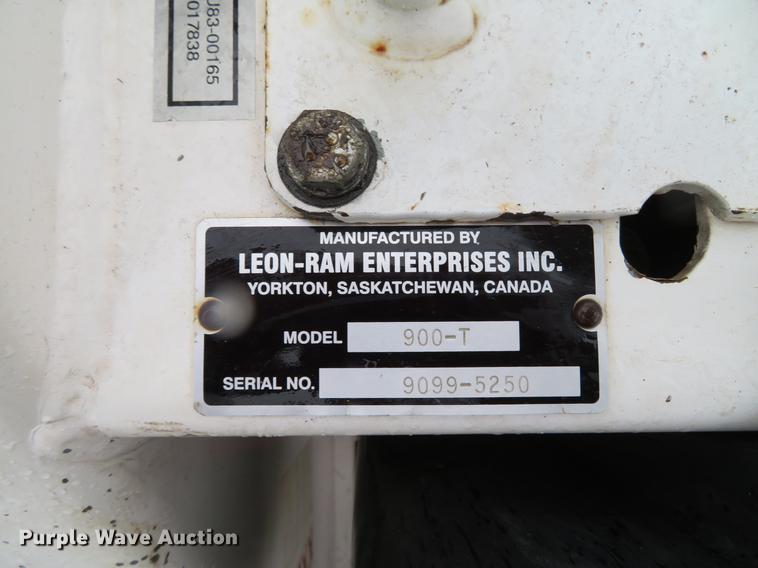 J83-00165
017838
MANUFACTURED BY
LEON-RAM ENTERPRISES INC.
YORKTON, SASKATCHEWAN, CANADA
MODEL 900-T
SERIAL NO. 9099-5250
Purple Wave Auction